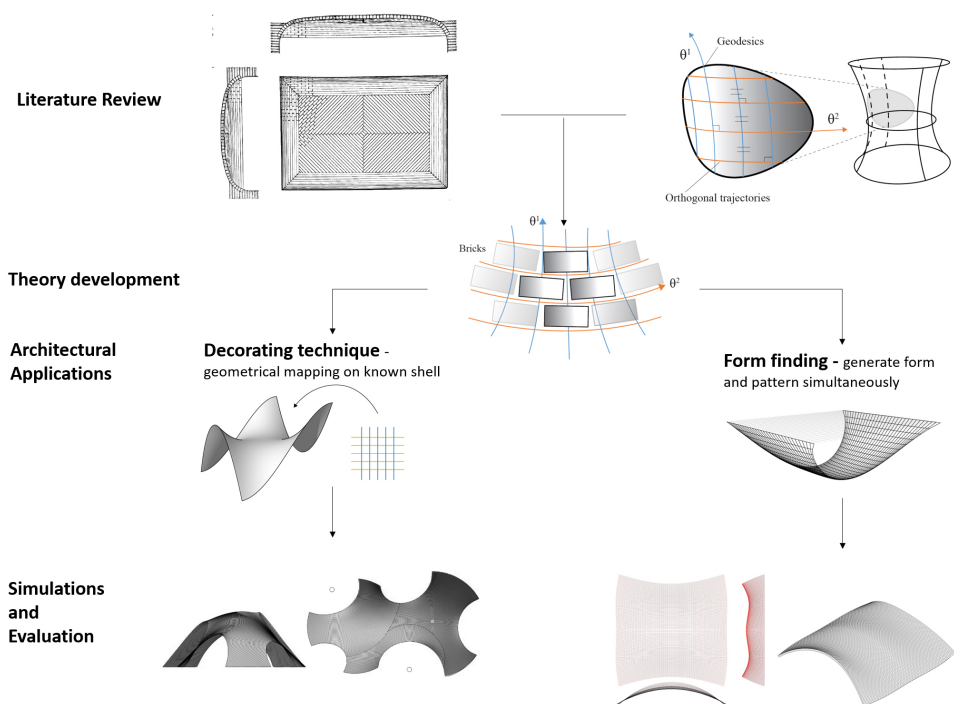 Literature Review
Geodesics
θ1
θ2
Orthogonal trajectories
θ1
Bricks
θ2
Theory development
Architectural
Applications
Decorating technique -
geometrical mapping on known shell
Form finding - generate form
and pattern simultaneously
Simulations
and
Evaluation